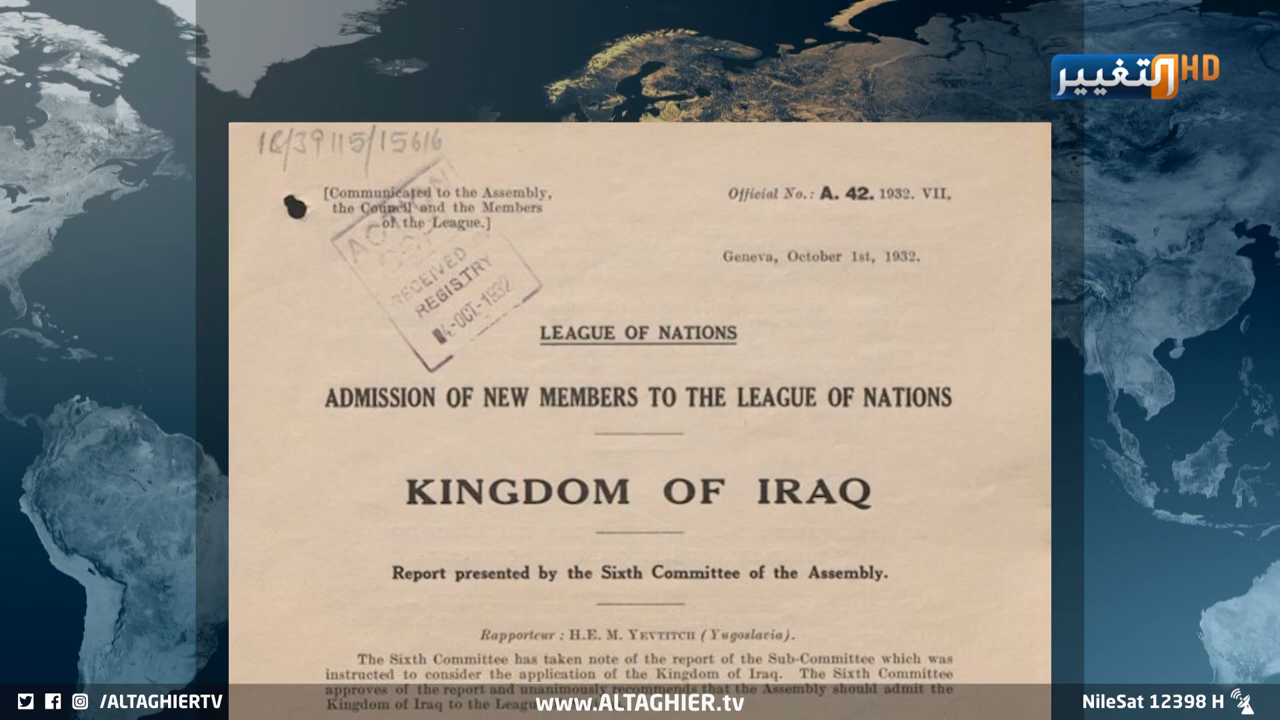 التغيير HD
18/39115/15616
[Communicated to the Assembly,
the Council and the Members
of the League.]
Official No.: A. 42. 1932. VII.
Geneva, October 1st, 1932.
RECEIVED
REGISTRY
4-OCT-1932
LEAGUE OF NATIONS
ADMISSION OF NEW MEMBERS TO THE LEAGUE OF NATIONS
KINGDOM OF IRAQ
Report presented by the Sixth Committee of the Assembly.
Rapporteur : H.E. M. YEVTITCH (Yugoslavia).
The Sixth Committee has taken note of the report of the Sub-Committee which was
instructed to consider the application of the Kingdom of Iraq. The Sixth Committee
approves of the report and unanimously recommends that the Assembly should admit the
Kingdom of Iraq to the League
/ALTAGHIERTV
www.ALTAGHIER.tv
NileSat 12398 H